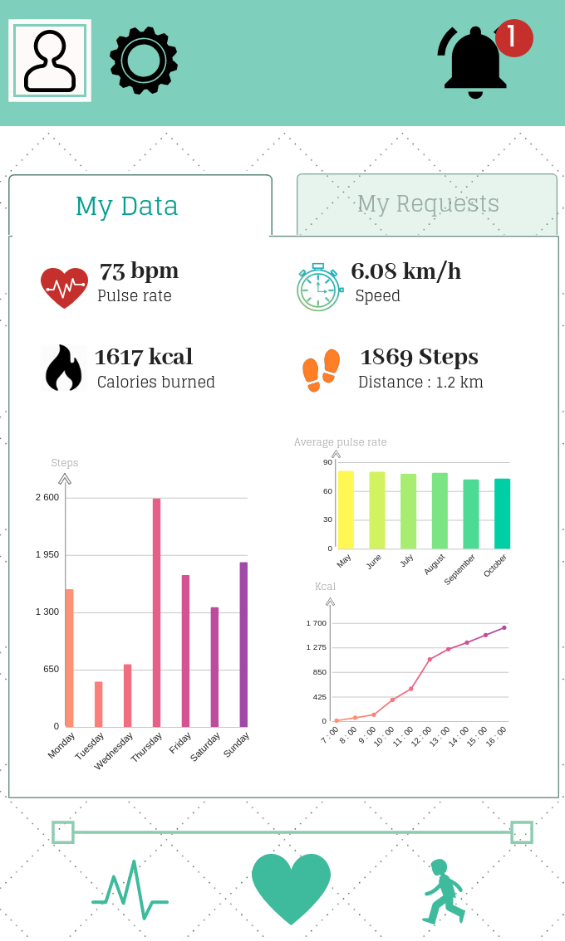 1
My Data
My Requests
73 bpm
Pulse rate
6.08 km/h
Speed
1617 kcal
Calories burned
1869 Steps
Distance : 1.2 km
Steps
2 600
1 950
1 300
650
0
Monday
Tuesday
Wednesday
Thursday
Friday
Saturday
Sunday
Average pulse rate
90
60
30
0
May
June
July
August
September
October
Kcal
1 700
1 275
850
425
0
7 : 00
8 : 00
9 : 00
10 : 00
11 : 00
12 : 00
13 : 00
14 : 00
15 : 00
16 : 00